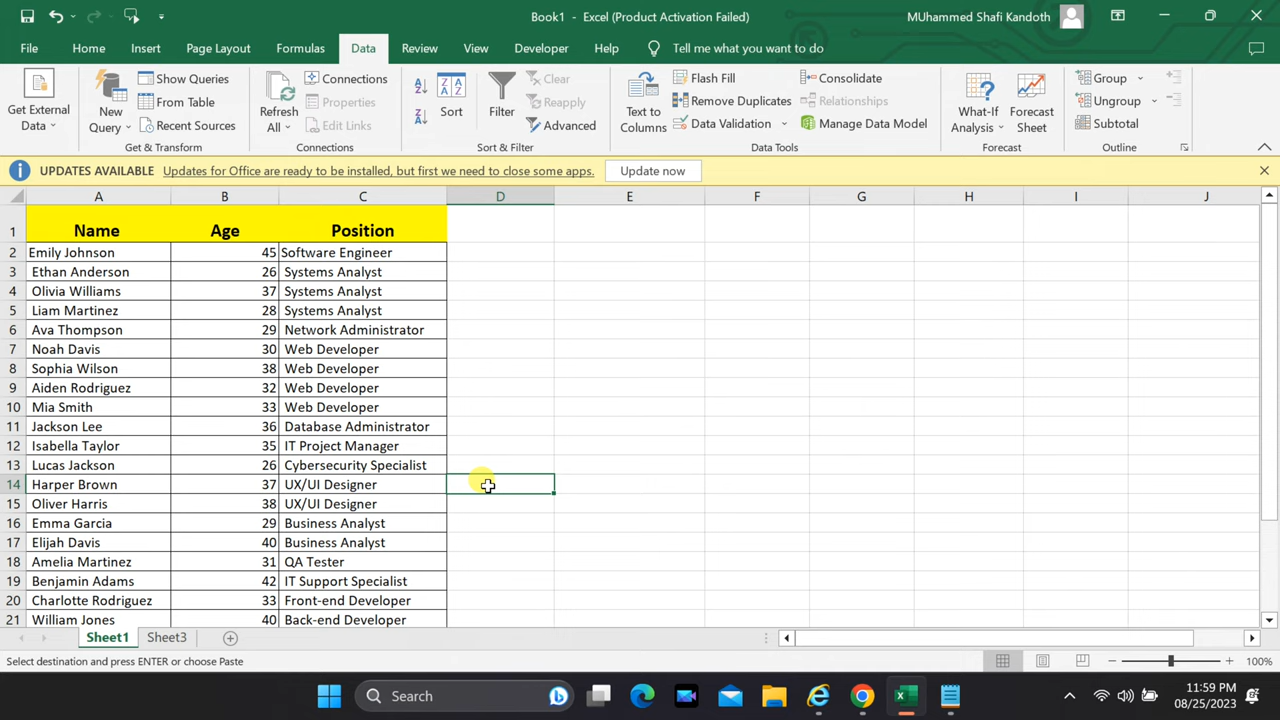 Book1 - Excel (Product Activation Failed)
MUhammed Shafi Kandoth
File Home Insert Page Layout Formulas Data Review View Developer Help Tell me what you want to do
Get External Data
New Query
Show Queries
From Table
Recent Sources
Get & Transform
Refresh All
Connections
Properties
Edit Links
Connections
Sort
Filter
Clear
Reapply
Advanced
Sort & Filter
Text to Columns
Flash Fill
Remove Duplicates
Data Validation
Consolidate
Relationships
Manage Data Model
Data Tools
What-If Analysis
Forecast Sheet
Forecast
Group
Ungroup
Subtotal
Outline
UPDATES AVAILABLE Updates for Office are ready to be installed, but first we need to close some apps. Update now
A B C D E F G H I J
1 Name Age Position
2 Emily Johnson 45 Software Engineer
3 Ethan Anderson 26 Systems Analyst
4 Olivia Williams 37 Systems Analyst
5 Liam Martinez 28 Systems Analyst
6 Ava Thompson 29 Network Administrator
7 Noah Davis 30 Web Developer
8 Sophia Wilson 38 Web Developer
9 Aiden Rodriguez 32 Web Developer
10 Mia Smith 33 Web Developer
11 Jackson Lee 36 Database Administrator
12 Isabella Taylor 35 IT Project Manager
13 Lucas Jackson 26 Cybersecurity Specialist
14 Harper Brown 37 UX/UI Designer
15 Oliver Harris 38 UX/UI Designer
16 Emma Garcia 29 Business Analyst
17 Elijah Davis 40 Business Analyst
18 Amelia Martinez 31 QA Tester
19 Benjamin Adams 42 IT Support Specialist
20 Charlotte Rodriguez 33 Front-end Developer
21 William Jones 40 Back-end Developer
Sheet1 Sheet3
Select destination and press ENTER or choose Paste
100%
Search
11:59 PM
08/25/2023